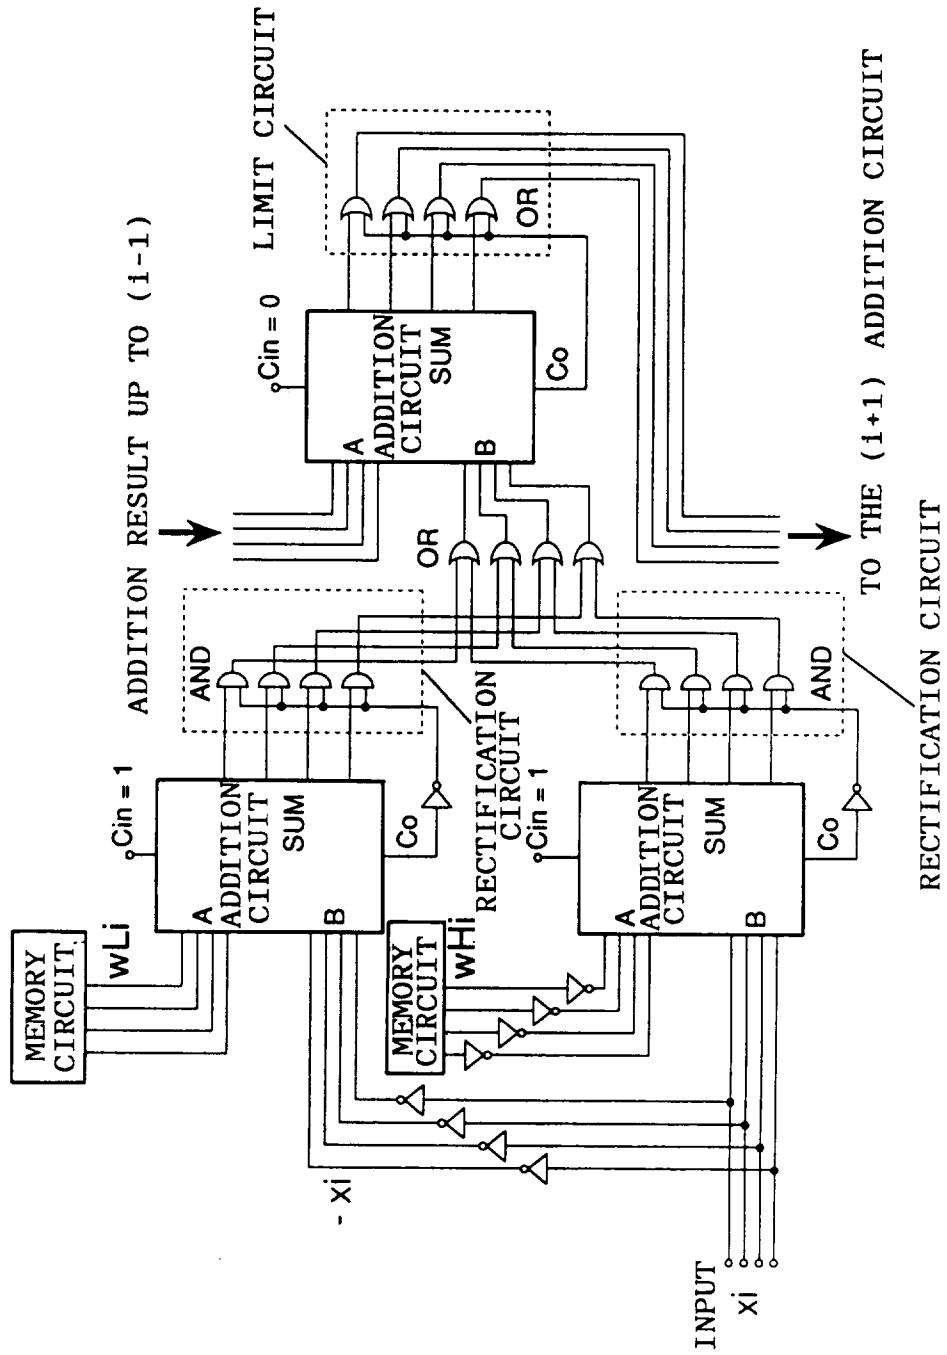 ADDITION RESULT UP TO (i-1)
LIMIT CIRCUIT
MEMORY
CIRCUIT
WLi
Cin = 1
A
ADDITION
CIRCUIT
SUM
B
Co
AND
RECTIFICATION
CIRCUIT
OR
Cin = 0
A
ADDITION
CIRCUIT
SUM
B
Co
OR
- Xi
MEMORY
CIRCUIT
WHi
Cin = 1
A
ADDITION
CIRCUIT
SUM
B
Co
AND
INPUT
Xi
TO THE (i+1) ADDITION CIRCUIT
RECTIFICATION CIRCUIT